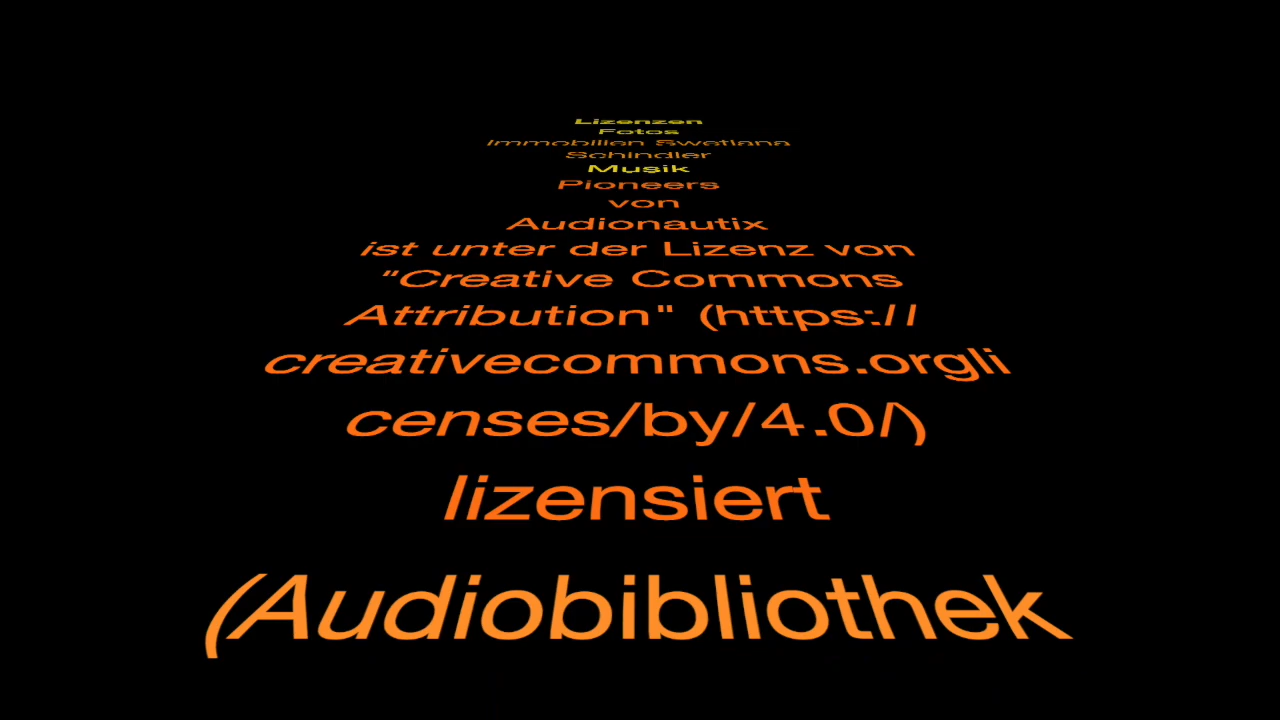 Lizenzen
Fotos
Immobilien Swetlana
Schindler
Musik
Pioneers
von
Audionautix
ist unter der Lizenz von
"Creative Commons
Attribution" (https://
creativecommons.orgli
censes/by/4.0/)
lizensiert
(Audiobibliothek